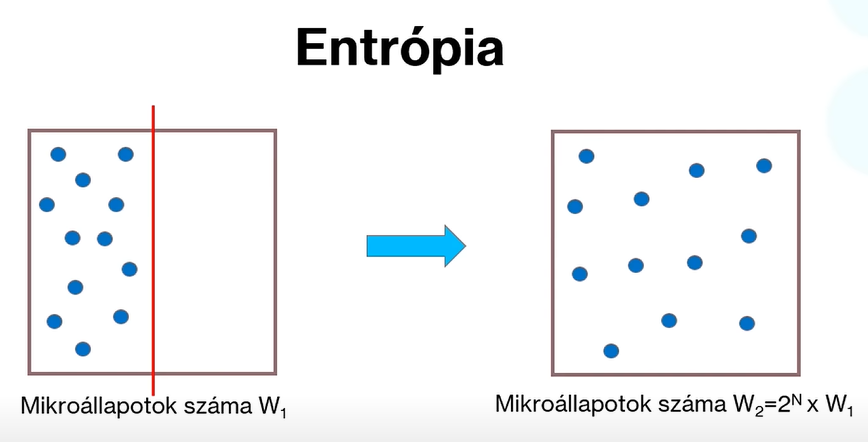 Entrópia
Mikroállapotok száma W₁
Mikroállapotok száma W₂=2ᴺ x W₁